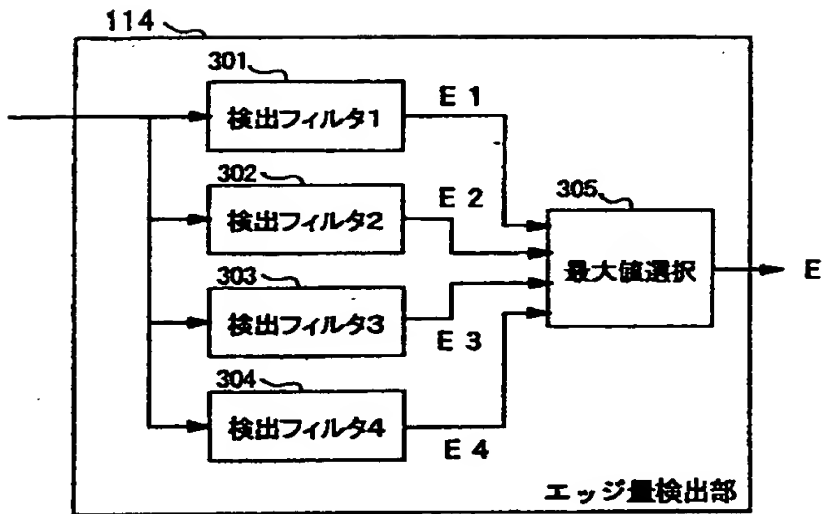 114
301
検出フィルタ1
E 1
302
検出フィルタ2
E 2
305
最大値選択
E
303
検出フィルタ3
E 3
304
検出フィルタ4
E 4
エッジ量検出部